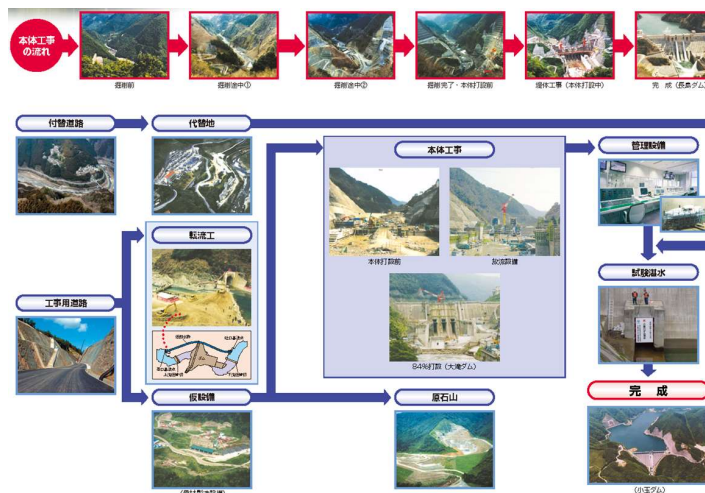 本体工事
の流れ
掘削前
掘削途中①
掘削途中②
掘削完了・本体打設前
堤体工事（本体打設中）
完 成（長島ダム）
付替道路
代替地
本体工事
管理設備
本体打設前
放流設備
84%打設（大滝ダム）
転流工
工事用道路
試験湛水
仮設備
原石山
完 成
（小玉ダム）